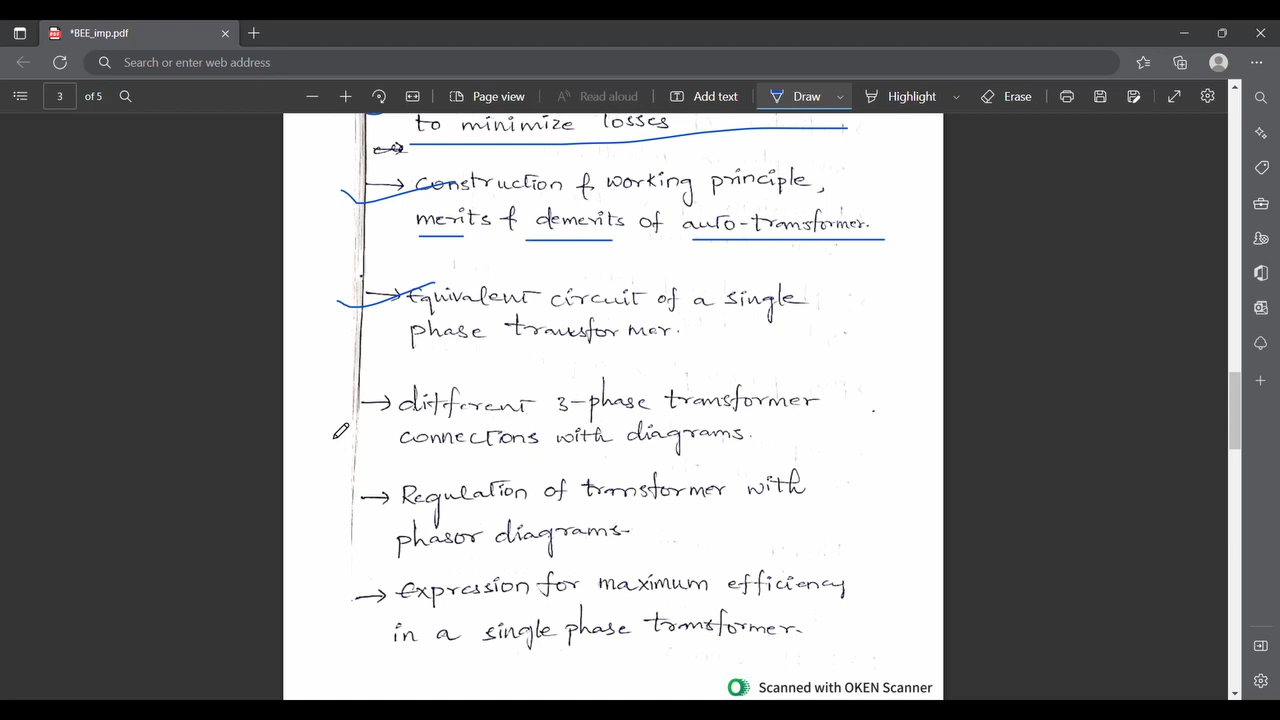 *BEE_imp.pdf
Search or enter web address
3 of 5 Page view Read aloud Add text Draw Highlight Erase
to minimize losses
→ Construction & working principle,
merits & demerits of auto-transformer.
→ Equivalent circuit of a single
phase transformer.
→ different 3-phase transformer
connections with diagrams.
→ Regulation of transformer with
phasor diagrams-
→ Expression for maximum efficiency
in a single phase transformer.
Scanned with OKEN Scanner